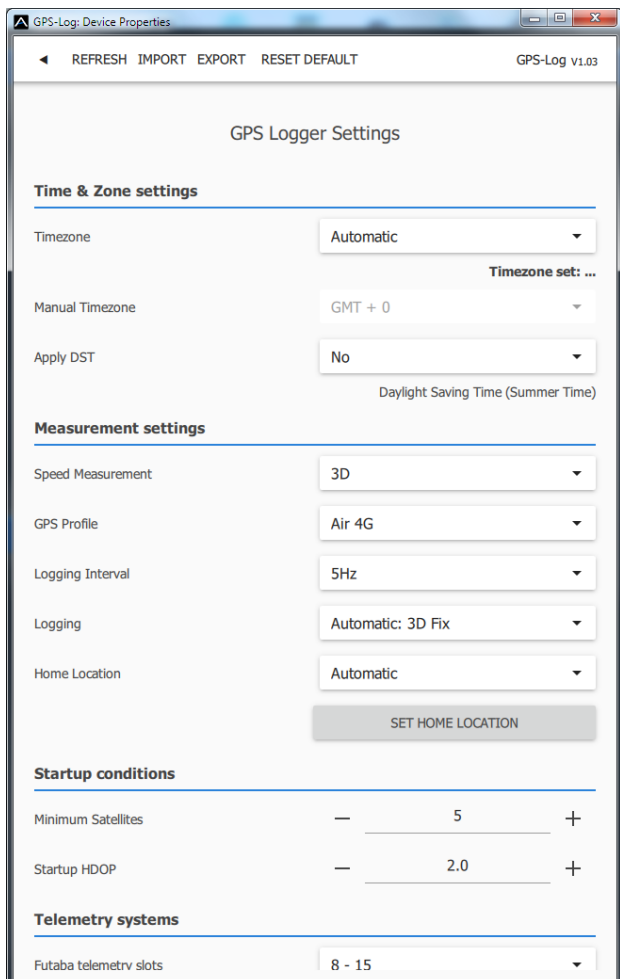 GPS-Log: Device Properties
REFRESH IMPORT EXPORT RESET DEFAULT GPS-Log V1.03
GPS Logger Settings
Time & Zone settings
Timezone Automatic
Timezone set: ...
Manual Timezone GMT + 0
Apply DST No
Daylight Saving Time (Summer Time)
Measurement settings
Speed Measurement 3D
GPS Profile Air 4G
Logging Interval 5Hz
Logging Automatic: 3D Fix
Home Location Automatic
SET HOME LOCATION
Startup conditions
Minimum Satellites — 5 +
Startup HDOP — 2.0 +
Telemetry systems
Futaba telemetry slots 8 - 15